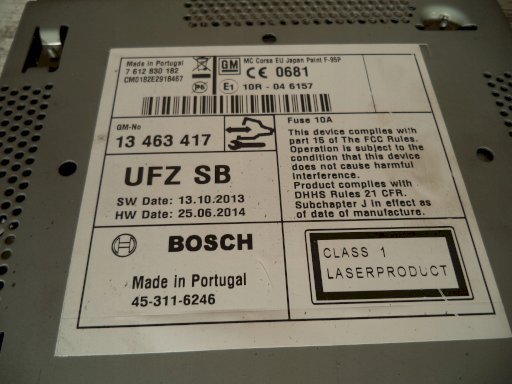 Made in Portugal
7 612 830 182
CM0182E2918467
GM
MC Corsa EU Japan Paint F-95P
CE 0681
E1 10R - 04 6157
Pb
GM-No
13 463 417
Fuse 10A
This device complies with
part 15 of The FCC Rules.
Operation is subject to the
condition that this device
does not cause harmful
interference.
Product complies with
DHHS Rules 21 CFR.
Subchapter J in effect as
of date of manufacture.
UFZ SB
SW Date: 13.10.2013
HW Date: 25.06.2014
BOSCH
Made in Portugal
45-311-6246
CLASS 1
LASERPRODUCT